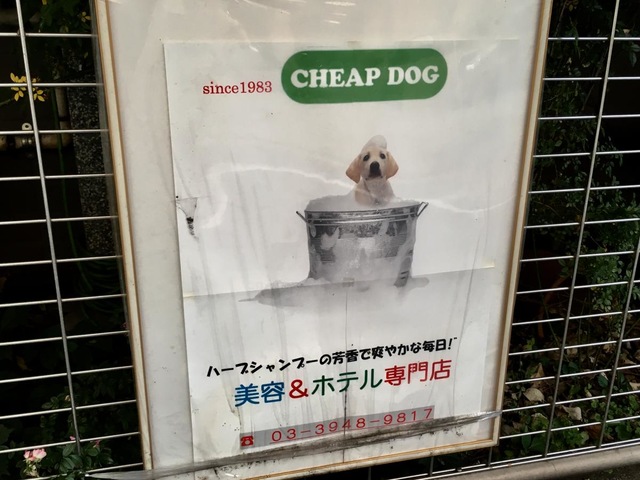 since1983
CHEAP DOG
ハーブシャンプーの芳香で爽やかな毎日!
美容&ホテル専門店
☎ 03-3948-9817